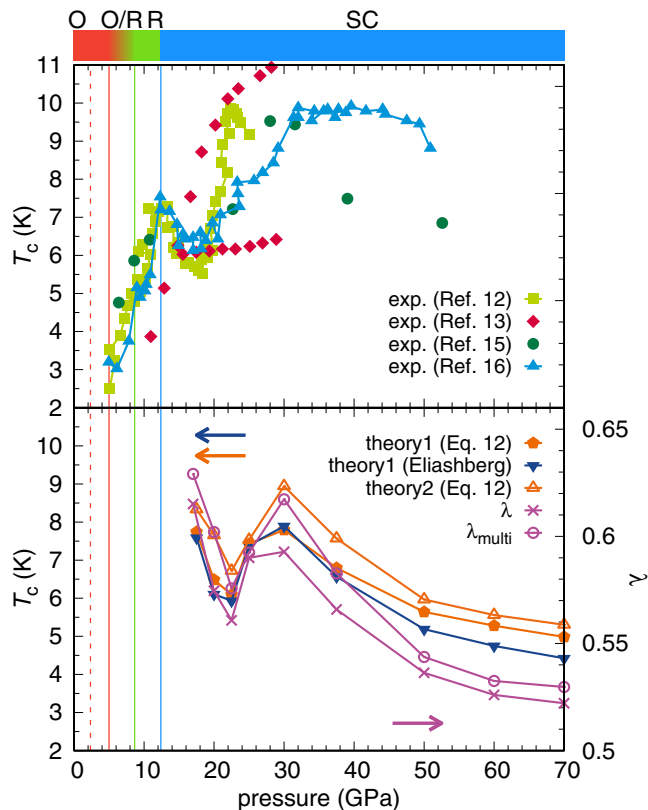 O O/R R SC
11
10
9
8
7
6
5
4
3
2
T_c (K)
exp. (Ref. 12)
exp. (Ref. 13)
exp. (Ref. 15)
exp. (Ref. 16)
10
9
8
7
6
5
4
3
2
T_c (K)
theory1 (Eq. 12)
theory1 (Eliashberg)
theory2 (Eq. 12)
λ
λ_multi
0.65
0.6
0.55
0.5
λ
0 10 20 30 40 50 60 70
pressure (GPa)